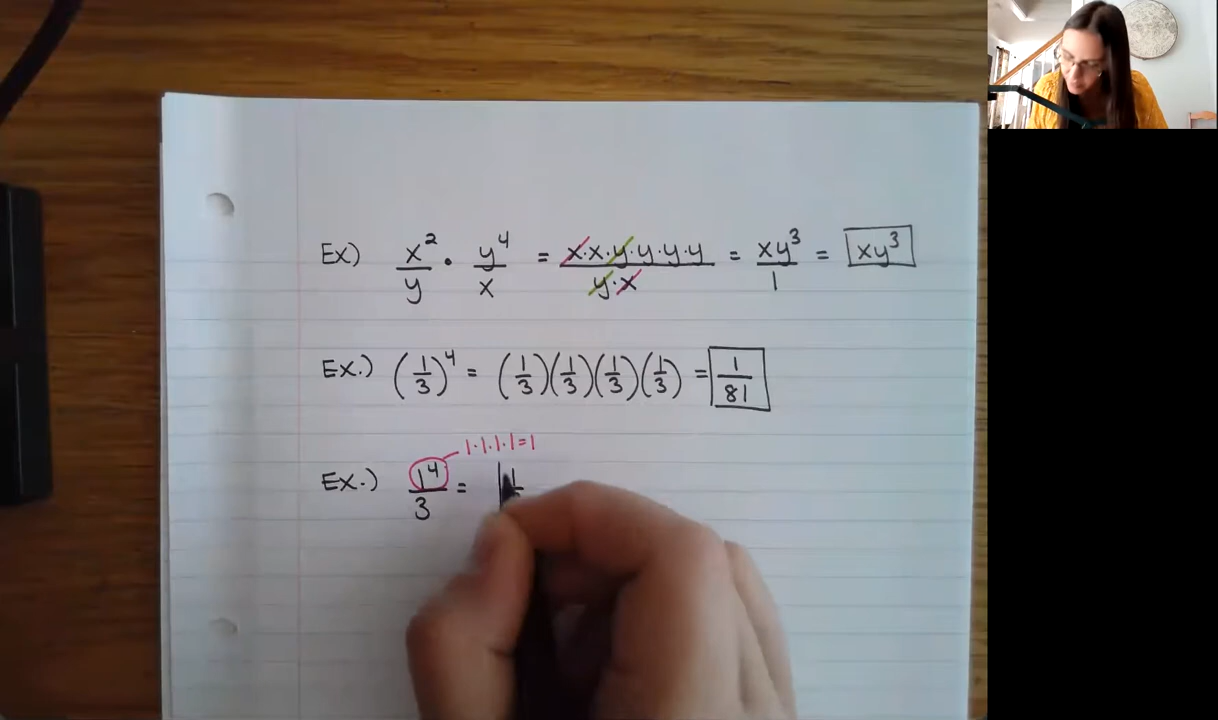 Ex) x²/y · y⁴/x = x·x·y·y·y·y/y·x = xy³/1 = xy³
Ex.) (1/3)⁴ = (1/3)(1/3)(1/3)(1/3) = 1/81
1·1·1·1=1
Ex.) 1⁴/3 = 1